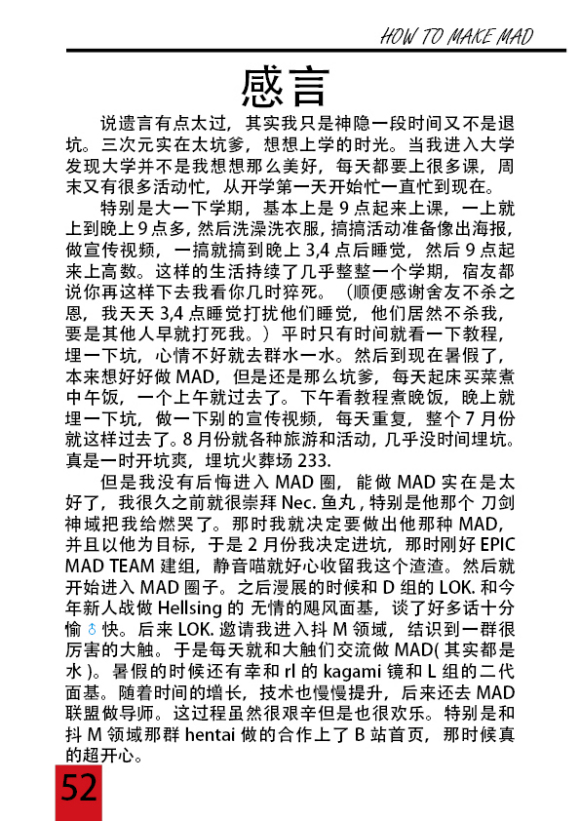 HOW TO MAKE MAD
感言
说遗言有点太过，其实我只是神隐一段时间又不是退
坑。三次元实在太坑爹，想想上学的时光。当我进入大学
发现大学并不是我想想那么美好，每天都要上很多课，周
末又有很多活动忙，从开学第一天开始忙一直忙到现在。
特别是大一下学期，基本上是 9 点起来上课，一上就
上到晚上 9 点多，然后洗澡洗衣服，搞搞活动准备像出海报，
做宣传视频，一搞就搞到晚上 3,4 点后睡觉，然后 9 点起
来上高数。这样的生活持续了几乎整整一个学期，宿友都
说你再这样下去我看你几时猝死。（顺便感谢舍友不杀之
恩，我天天 3,4 点睡觉打扰他们睡觉，他们居然不杀我，
要是其他人早就打死我。）平时只有时间就看一下教程，
埋一下坑，心情不好就去群水一水。然后到现在暑假了，
本来想好好做 MAD，但是还是那么坑爹，每天起床买菜煮
中午饭，一个上午就过去了。下午看教程煮晚饭，晚上就
埋一下坑，做一下别的宣传视频，每天重复，整个 7 月份
就这样过去了。8 月份就各种旅游和活动，几乎没时间埋坑。
真是一时开坑爽，埋坑火葬场 233.
但是我没有后悔进入 MAD 圈，能做 MAD 实在是太
好了，我很久之前就很崇拜 Nec. 鱼丸 , 特别是他那个 刀剑
神域把我给燃哭了。那时我就决定要做出他那种 MAD，
并且以他为目标，于是 2 月份我决定进坑，那时刚好 EPIC
MAD TEAM 建组，静音喵就好心收留我这个渣渣。然后就
开始进入 MAD 圈子。之后漫展的时候和 D 组的 LOK. 和今
年新人战做 Hellsing 的 无情的飓风面基，谈了好多话十分
愉♂快。后来 LOK. 邀请我进入抖 M 领域，结识到一群很
厉害的大触。于是每天就和大触们交流做 MAD( 其实都是
水 )。暑假的时候还有幸和 rl 的 kagami 镜和 L 组的二代
面基。随着时间的增长，技术也慢慢提升，后来还去 MAD
联盟做导师。这过程虽然很艰辛但是也很欢乐。特别是和
抖 M 领域那群 hentai 做的合作上了 B 站首页，那时候真
的超开心。
52